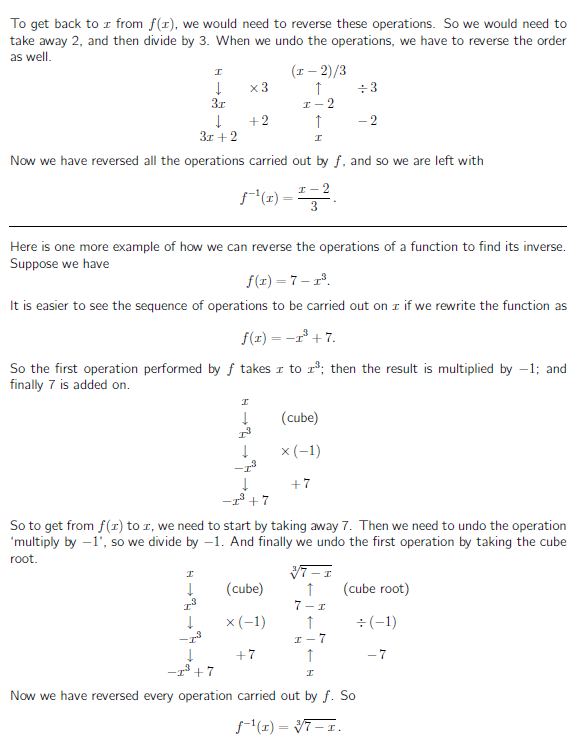 To get back to x from f(x), we would need to reverse these operations. So we would need to
take away 2, and then divide by 3. When we undo the operations, we have to reverse the order
as well.
x (x − 2)/3
↓ × 3 ↑ ÷ 3
3x x − 2
↓ + 2 ↑ − 2
3x + 2 x
Now we have reversed all the operations carried out by f, and so we are left with
f⁻¹(x) = (x − 2)/3 .
Here is one more example of how we can reverse the operations of a function to find its inverse.
Suppose we have
f(x) = 7 − x³.
It is easier to see the sequence of operations to be carried out on x if we rewrite the function as
f(x) = −x³ + 7.
So the first operation performed by f takes x to x³; then the result is multiplied by −1; and
finally 7 is added on.
x
↓ (cube)
x³
↓ × (−1)
−x³
↓ +7
−x³ + 7
So to get from f(x) to x, we need to start by taking away 7. Then we need to undo the operation
'multiply by −1', so we divide by −1. And finally we undo the first operation by taking the cube
root.
x ∛(7 − x)
↓ (cube) ↑ (cube root)
x³ 7 − x
↓ × (−1) ↑ ÷ (−1)
−x³ x − 7
↓ +7 ↑ − 7
−x³ + 7 x
Now we have reversed every operation carried out by f. So
f⁻¹(x) = ∛(7 − x) .